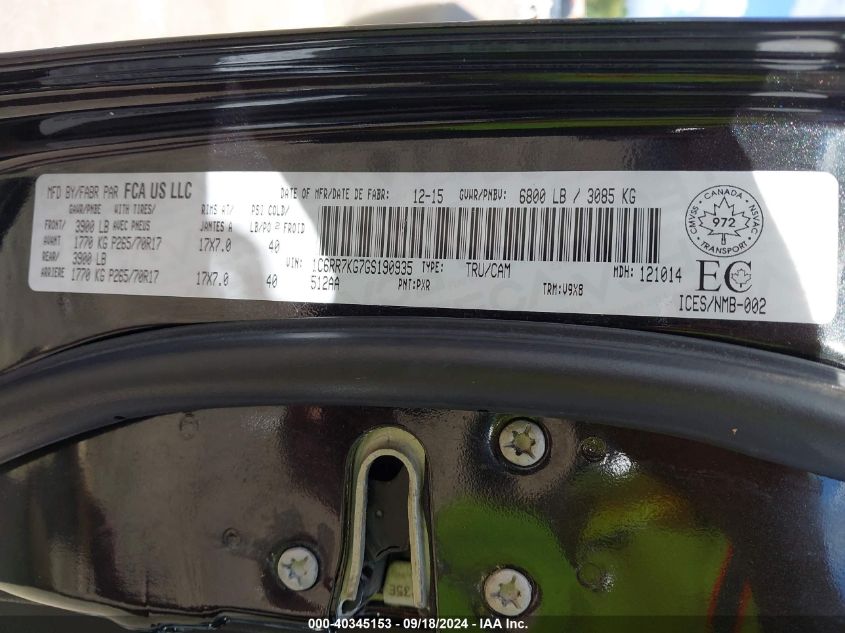 MFD BY/FABR PAR FCA US LLC DATE OF MFR/DATE DE FABR: 12-15 GVWR/PNBV: 6800 LB / 3085 KG
GAWR/PNBE WITH TIRES/ RIMS AT/ PSI COLD/
FRONT/ 3900 LB AVEC PNEUS JANTES A LB/PO @ FROID
AVANT 1770 KG P265/70R17 17X7.0 40
REAR/ 3900 LB
ARRIERE 1770 KG P265/70R17 17X7.0 40
VIN: 1C6RR7KG7GS190935 TYPE: TRU/CAM MDH: 121014
512AA PNT:PXR TRM:V9X8
CMVSS - CANADA - NSVAC
972
TRANSPORT
EC
ICES/NMB-002
35E
000-40345153 - 09/18/2024 - IAA Inc.